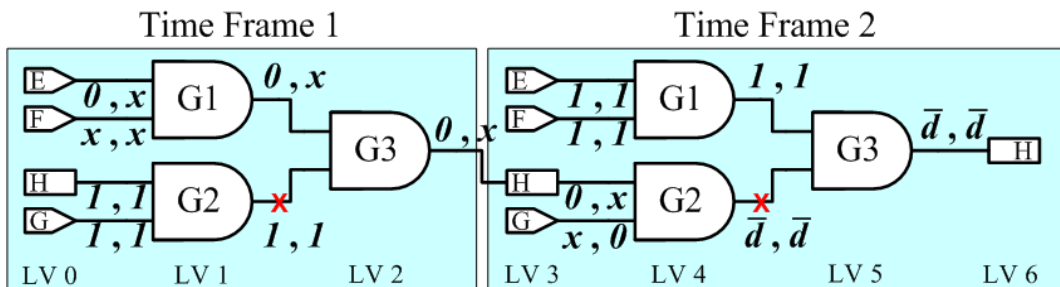 Time Frame 1
Time Frame 2
E
0 , x
G1
0 , x
F
x , x
G3
0 , x
H
1 , 1
G2
X
G
1 , 1
1 , 1
LV 0
LV 1
LV 2
E
1 , 1
G1
1 , 1
F
1 , 1
G3
d̅ , d̅
H
H
0 , x
G2
X
G
x , 0
d̅ , d̅
LV 3
LV 4
LV 5
LV 6